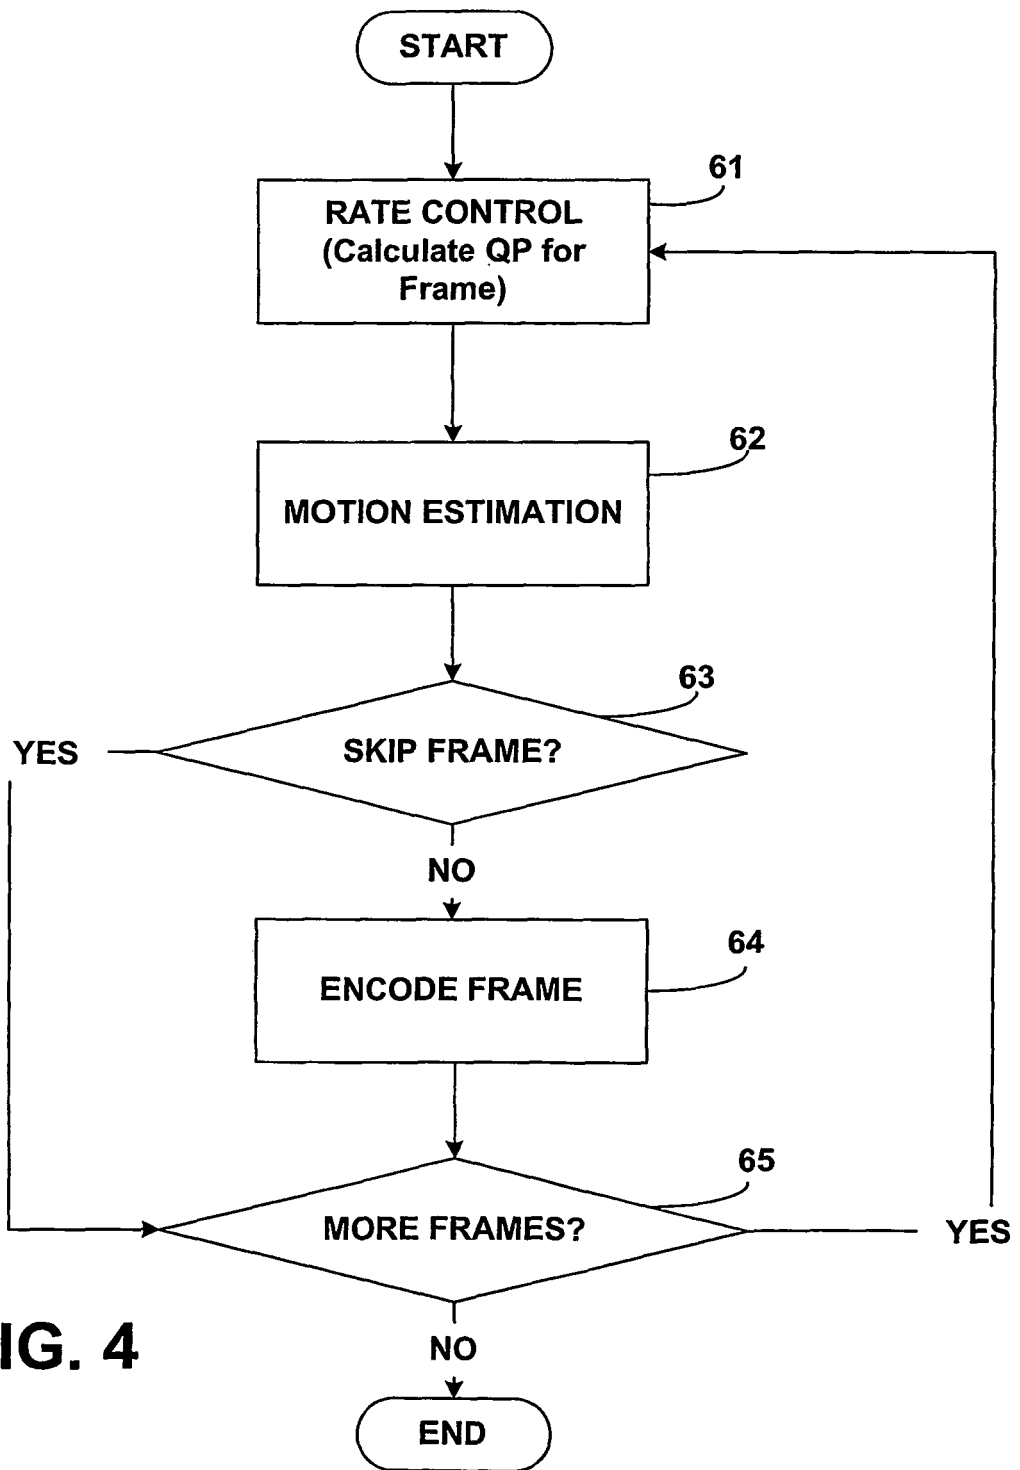 START
61
RATE CONTROL
(Calculate QP for
Frame)
62
MOTION ESTIMATION
63
YES
SKIP FRAME?
NO
64
ENCODE FRAME
65
MORE FRAMES?
YES
IG. 4
NO
END